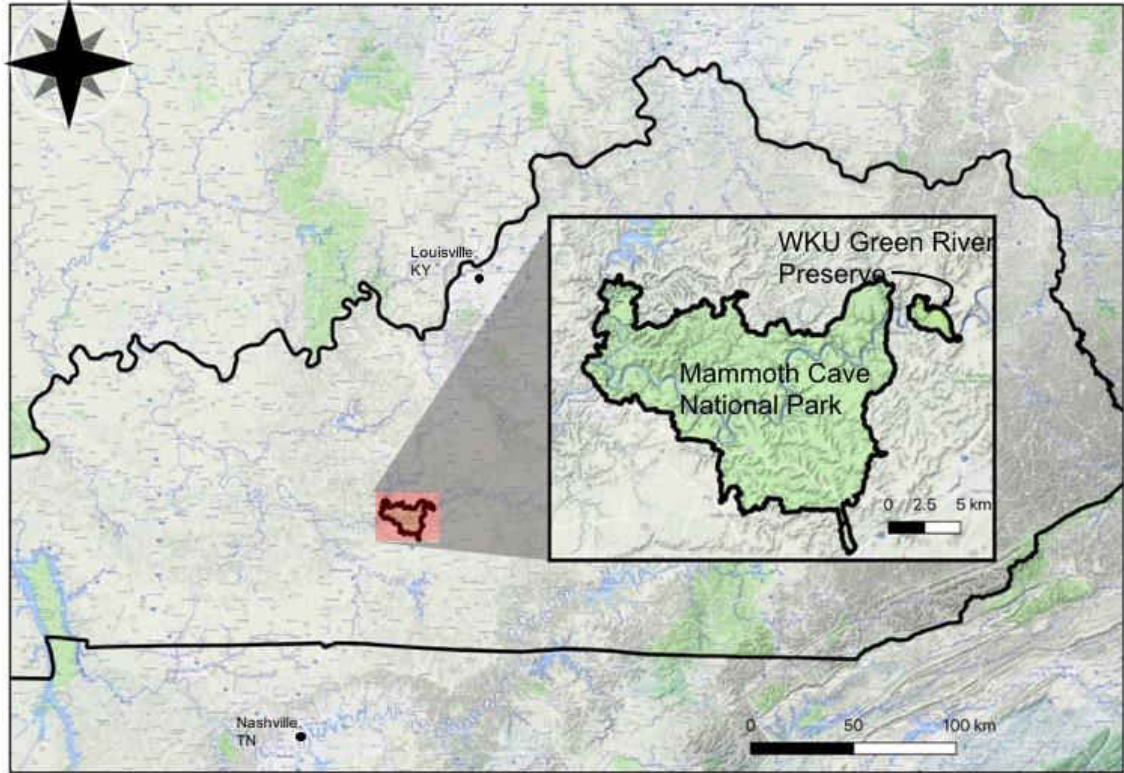 Louisville,
KY
WKU Green River
Preserve
Mammoth Cave
National Park
0 2.5 5 km
Nashville,
TN
0 50 100 km